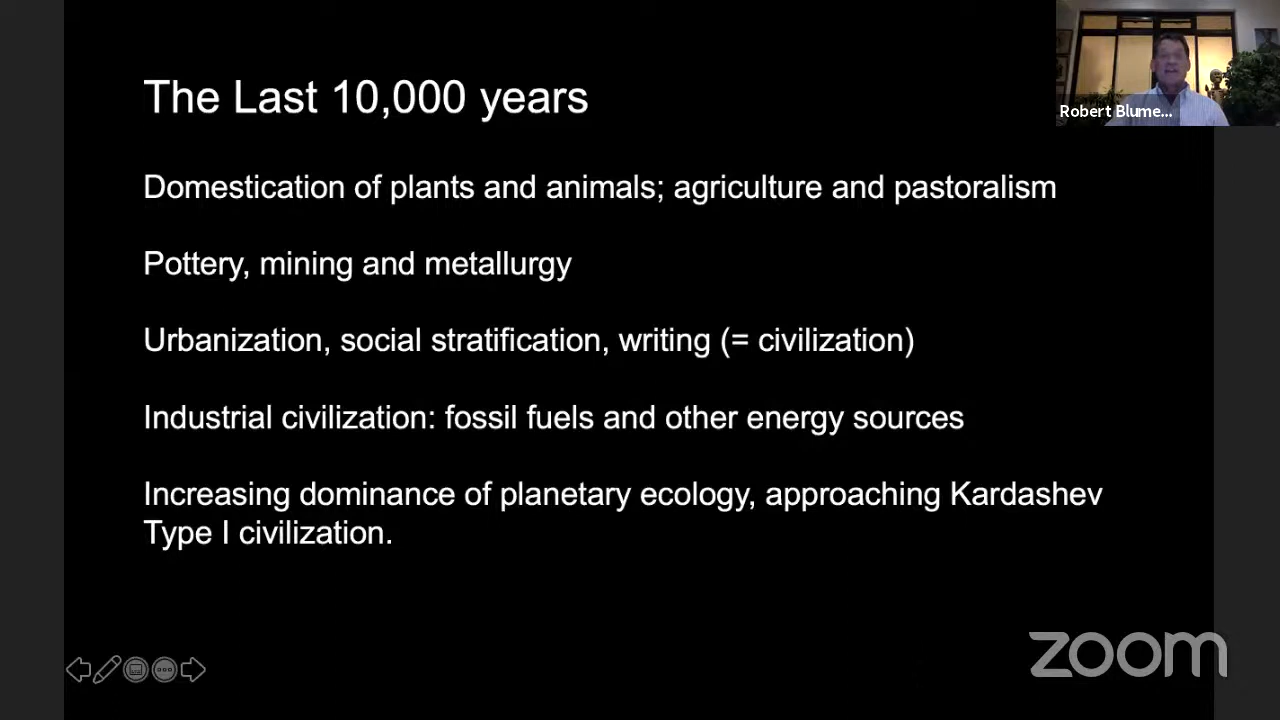 The Last 10,000 years
Robert Blume...
Domestication of plants and animals; agriculture and pastoralism
Pottery, mining and metallurgy
Urbanization, social stratification, writing (= civilization)
Industrial civilization: fossil fuels and other energy sources
Increasing dominance of planetary ecology, approaching Kardashev
Type I civilization.
zoom